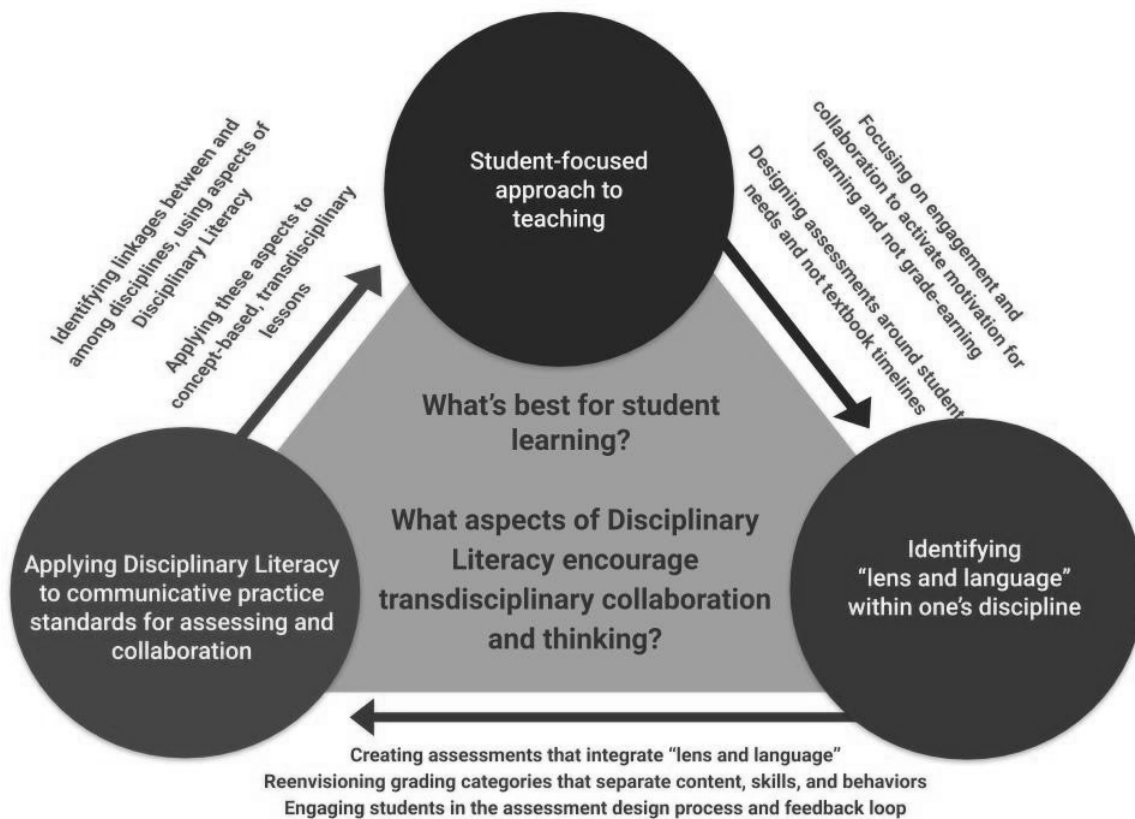 Student-focused
approach to
teaching
Focusing on engagement and
collaboration to activate motivation for
learning and not grade-earning
Designing assessments around student
needs and not textbook timelines
Identifying
“lens and language”
within one’s discipline
Creating assessments that integrate “lens and language”
Reenvisioning grading categories that separate content, skills, and behaviors
Engaging students in the assessment design process and feedback loop
Applying Disciplinary Literacy
to communicative practice
standards for assessing and
collaboration
Identifying linkages between and
among disciplines, using aspects of
Disciplinary Literacy
Applying these aspects to
concept-based, transdisciplinary
lessons
What’s best for student
learning?
What aspects of Disciplinary
Literacy encourage
transdisciplinary collaboration
and thinking?